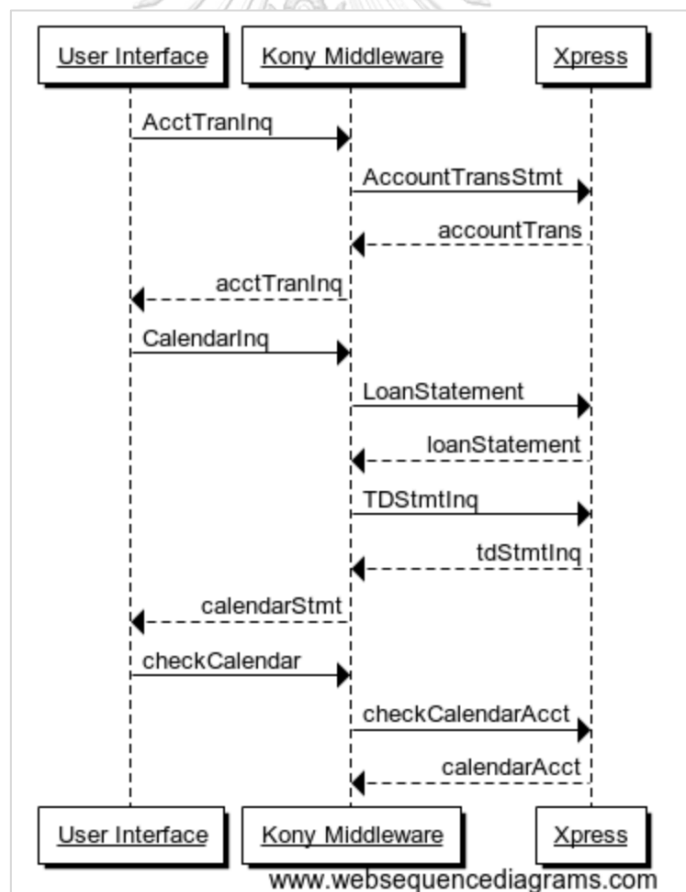 User Interface Kony Middleware Xpress
AcctTranInq
AccountTransStmt
accountTrans
acctTranInq
CalendarInq
LoanStatement
loanStatement
TDStmtInq
tdStmtInq
calendarStmt
checkCalendar
checkCalendarAcct
calendarAcct
User Interface Kony Middleware Xpress
www.websequencediagrams.com